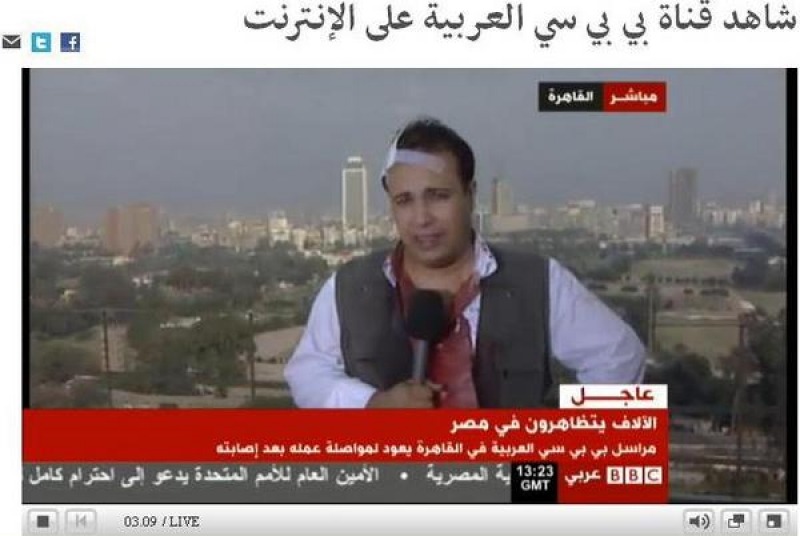 شاهد قناة بي بي سي العربية على الإنترنت
مباشر القاهرة
عاجل
الآلاف يتظاهرون في مصر
مراسل بي بي سي العربية في القاهرة يعود لمواصلة عمله بعد إصابته
BBC عربي 13:23 GMT ية المصرية • الأمين العام للأمم المتحدة يدعو إلى احترام كامل
03.09 / LIVE